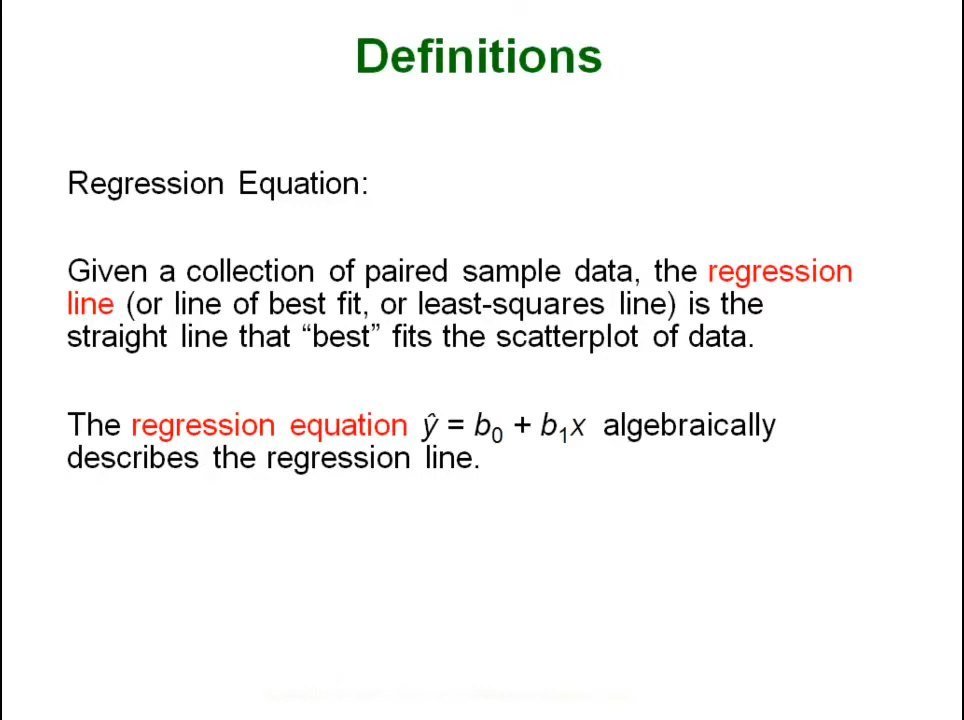 Definitions
Regression Equation:
Given a collection of paired sample data, the regression
line (or line of best fit, or least-squares line) is the
straight line that “best” fits the scatterplot of data.
The regression equation ŷ = b₀ + b₁x algebraically
describes the regression line.